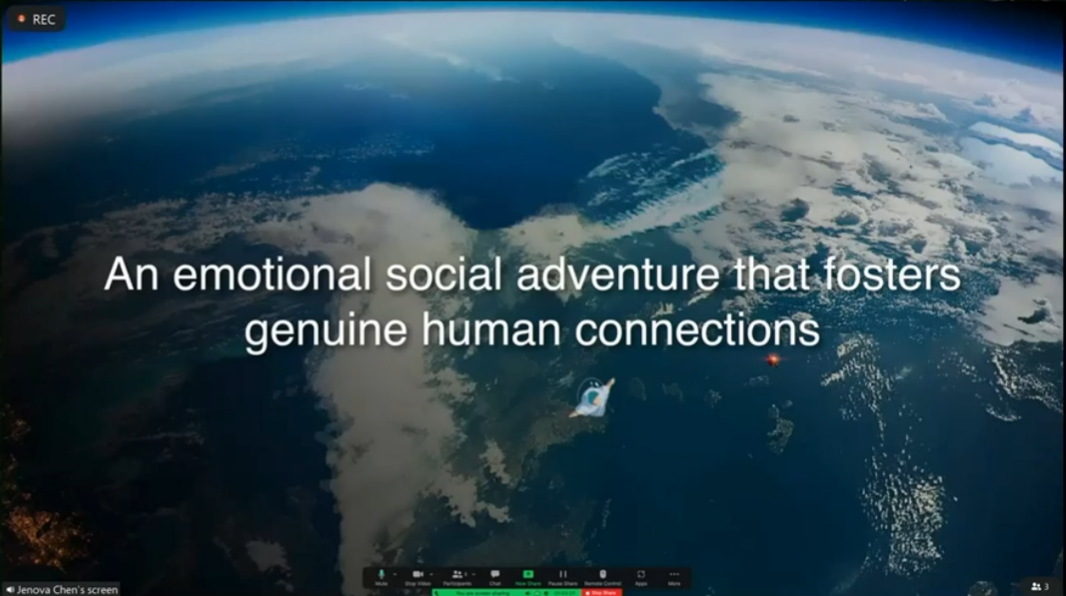 REC
An emotional social adventure that fosters
genuine human connections
Mute Stop Video Participants Chat New Share Pause Share Remote Control Apps More
You are screen sharing Stop Share
Jenova Chen's screen
3